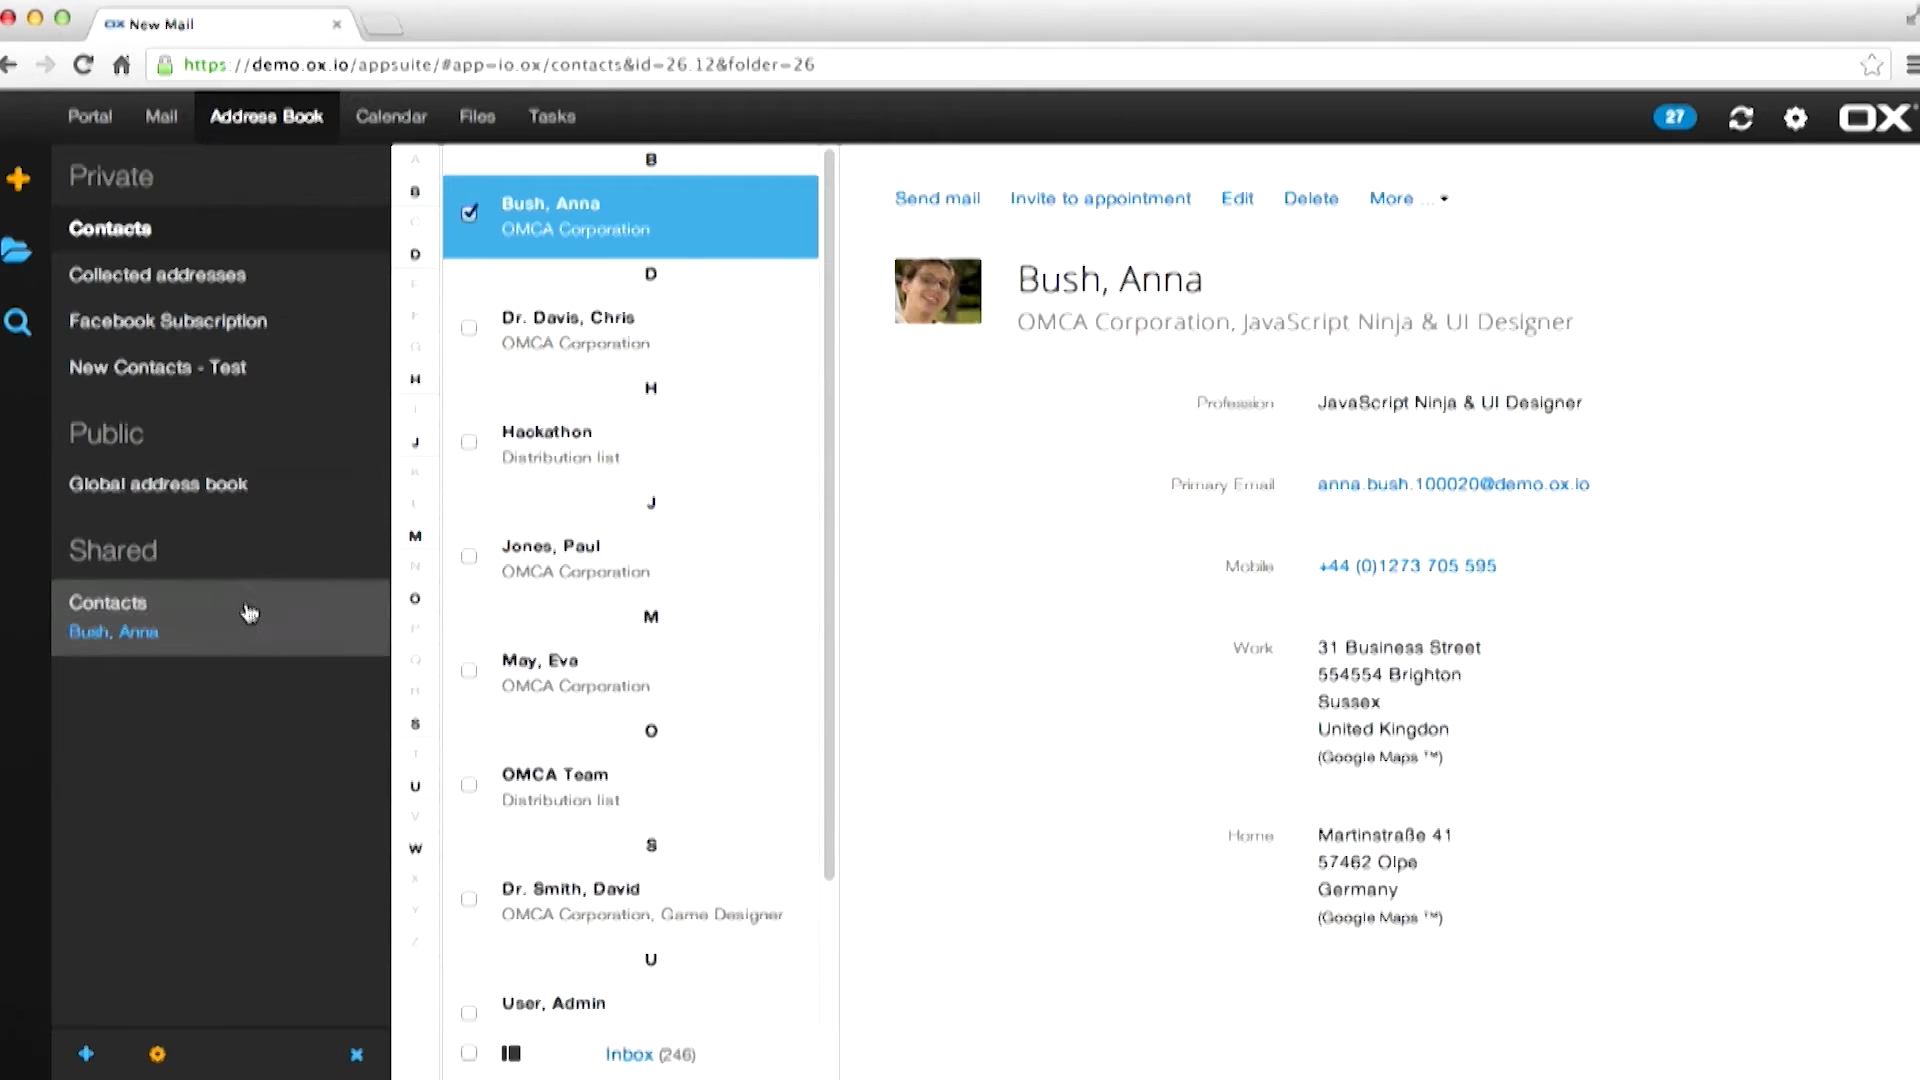 OX New Mail
https://demo.ox.io/appsuite/#app=io.ox/contacts&id=26.12&folder=26
Portal Mail Address Book Calendar Files Tasks
27
OX
Private
Contacts
Collected addresses
Facebook Subscription
New Contacts - Test
Public
Global address book
Shared
Contacts
Bush, Anna
A
B
C
D
E
F
G
H
I
J
K
L
M
N
O
P
Q
R
S
T
U
V
W
X
Y
Z
B
Bush, Anna
OMCA Corporation
D
Dr. Davis, Chris
OMCA Corporation
H
Hackathon
Distribution list
J
Jones, Paul
OMCA Corporation
M
May, Eva
OMCA Corporation
O
OMCA Team
Distribution list
S
Dr. Smith, David
OMCA Corporation, Game Designer
U
User, Admin
Inbox (246)
Send mail Invite to appointment Edit Delete More ...
Bush, Anna
OMCA Corporation, JavaScript Ninja & UI Designer
Profession JavaScript Ninja & UI Designer
Primary Email anna.bush.100020@demo.ox.io
Mobile +44 (0)1273 705 595
Work 31 Business Street
554554 Brighton
Sussex
United Kingdon
(Google Maps ™)
Home Martinstraße 41
57462 Olpe
Germany
(Google Maps ™)